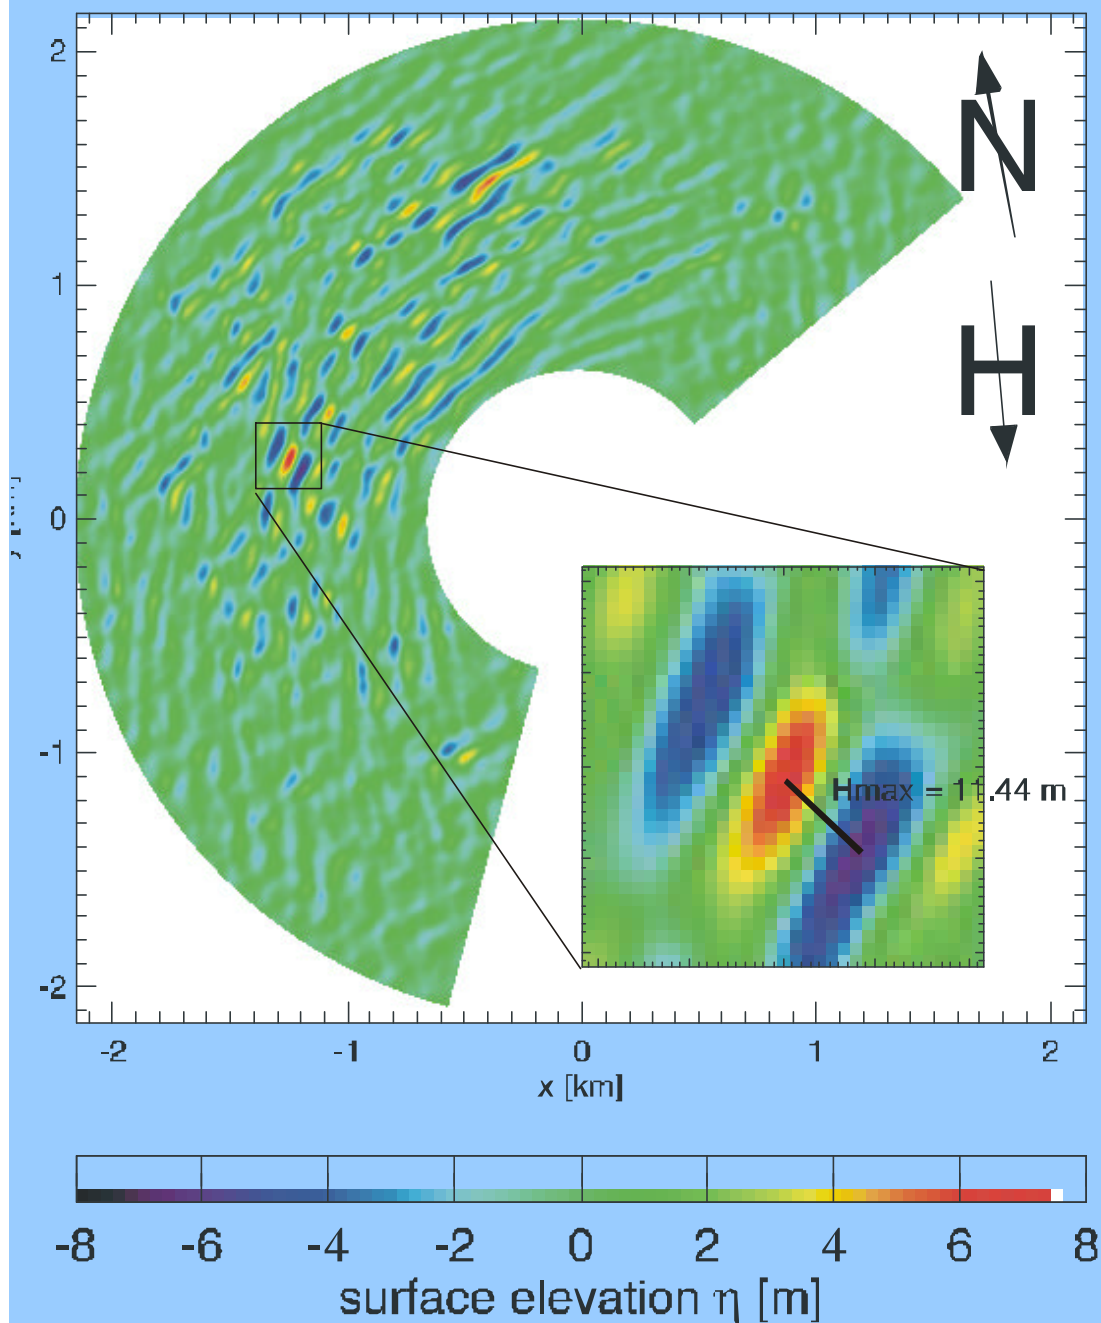 2
N
1
H
0
-1
Hmax = 11.44 m
-2
-2 -1 0 1 2
x [km]
-8 -6 -4 -2 0 2 4 6 8
surface elevation η [m]